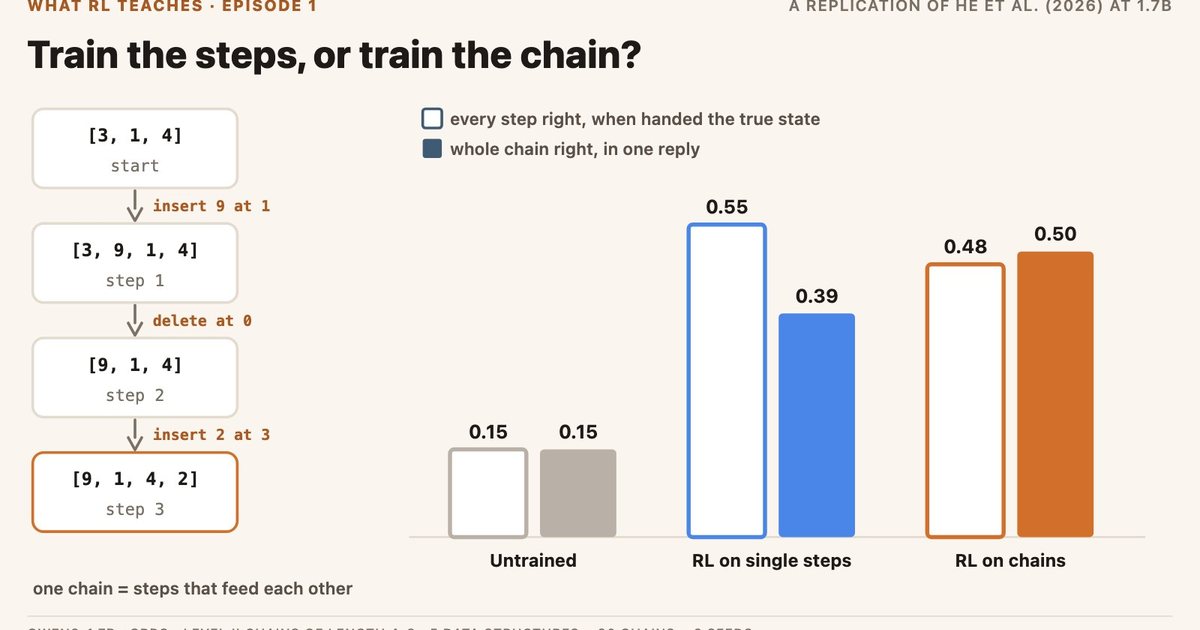 WHAT RL TEACHES · EPISODE 1
A REPLICATION OF HE ET AL. (2026) AT 1.7B
Train the steps, or train the chain?
[3, 1, 4]
start
insert 9 at 1
[3, 9, 1, 4]
step 1
delete at 0
[9, 1, 4]
step 2
insert 2 at 3
[9, 1, 4, 2]
step 3
one chain = steps that feed each other
every step right, when handed the true state
whole chain right, in one reply
0.15
0.15
0.55
0.39
0.48
0.50
Untrained
RL on single steps
RL on chains